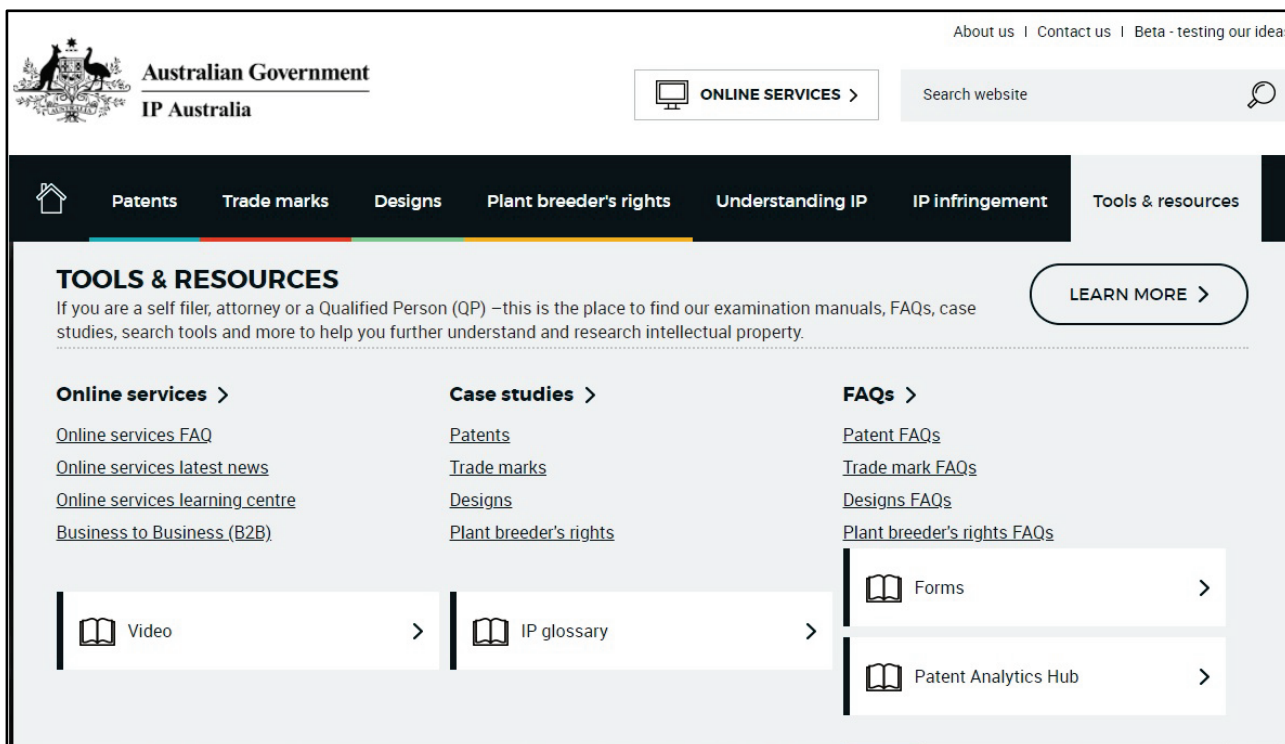 About us | Contact us | Beta - testing our ideas
Australian Government
IP Australia
ONLINE SERVICES >
Search website
Patents Trade marks Designs Plant breeder's rights Understanding IP IP infringement Tools & resources
TOOLS & RESOURCES
If you are a self filer, attorney or a Qualified Person (QP) –this is the place to find our examination manuals, FAQs, case
studies, search tools and more to help you further understand and research intellectual property.
LEARN MORE >
Online services >
Online services FAQ
Online services latest news
Online services learning centre
Business to Business (B2B)
Video >
Case studies >
Patents
Trade marks
Designs
Plant breeder's rights
IP glossary >
FAQs >
Patent FAQs
Trade mark FAQs
Designs FAQs
Plant breeder's rights FAQs
Forms >
Patent Analytics Hub >